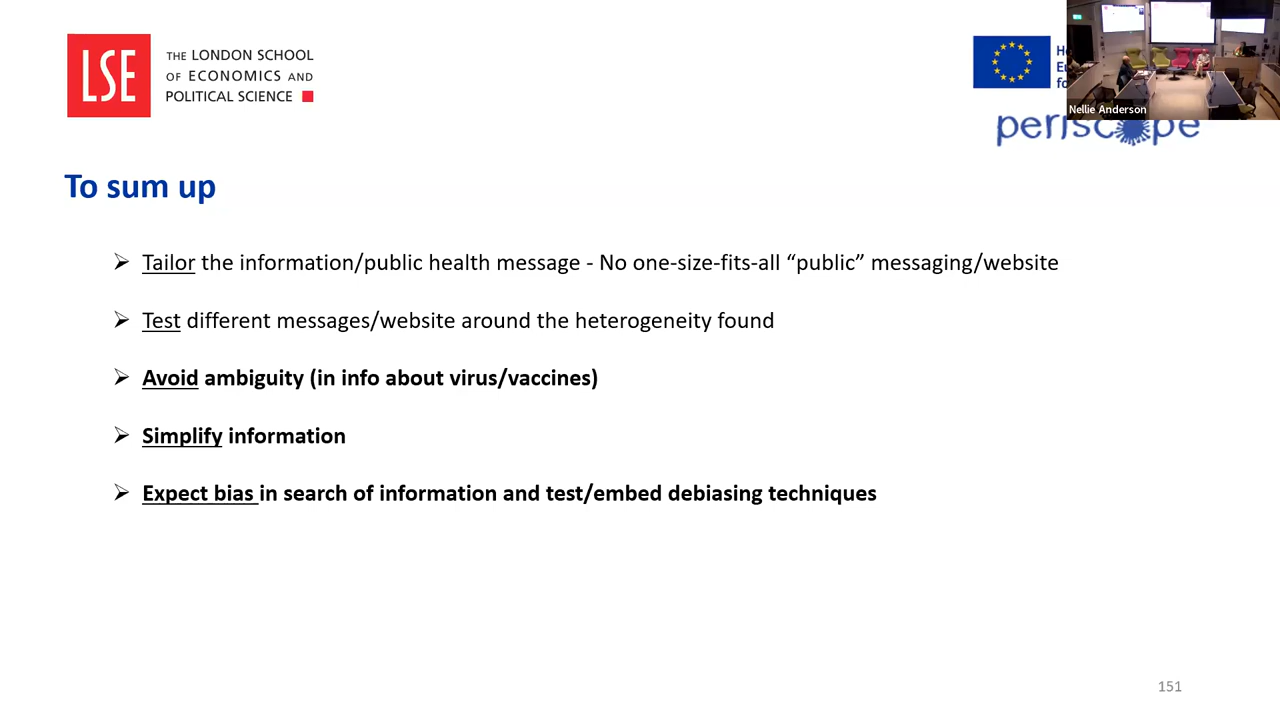 LSE
THE LONDON SCHOOL
OF ECONOMICS AND
POLITICAL SCIENCE
Nellie Anderson
periscope
To sum up
➢ Tailor the information/public health message - No one-size-fits-all “public” messaging/website
➢ Test different messages/website around the heterogeneity found
➢ Avoid ambiguity (in info about virus/vaccines)
➢ Simplify information
➢ Expect bias in search of information and test/embed debiasing techniques
151